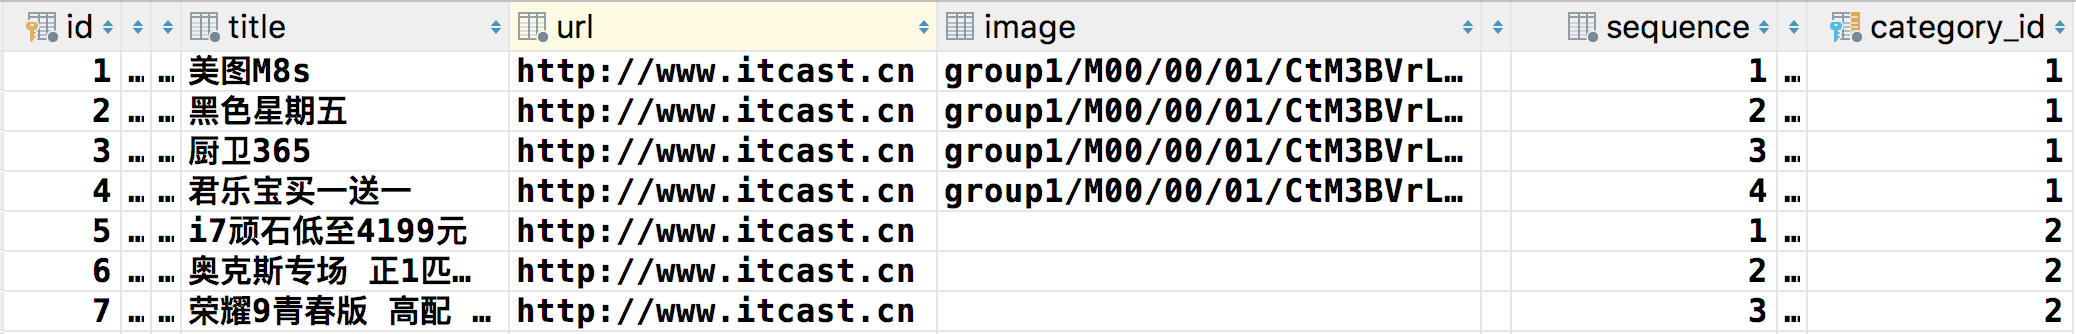 id title url image sequence category_id
1 … … 美图M8s http://www.itcast.cn group1/M00/00/01/CtM3BVrL… 1 … 1
2 … … 黑色星期五 http://www.itcast.cn group1/M00/00/01/CtM3BVrL… 2 … 1
3 … … 厨卫365 http://www.itcast.cn group1/M00/00/01/CtM3BVrL… 3 … 1
4 … … 君乐宝买一送一 http://www.itcast.cn group1/M00/00/01/CtM3BVrL… 4 … 1
5 … … i7顽石低至4199元 http://www.itcast.cn 1 … 2
6 … … 奥克斯专场 正1匹… http://www.itcast.cn 2 … 2
7 … … 荣耀9青春版 高配 … http://www.itcast.cn 3 … 2